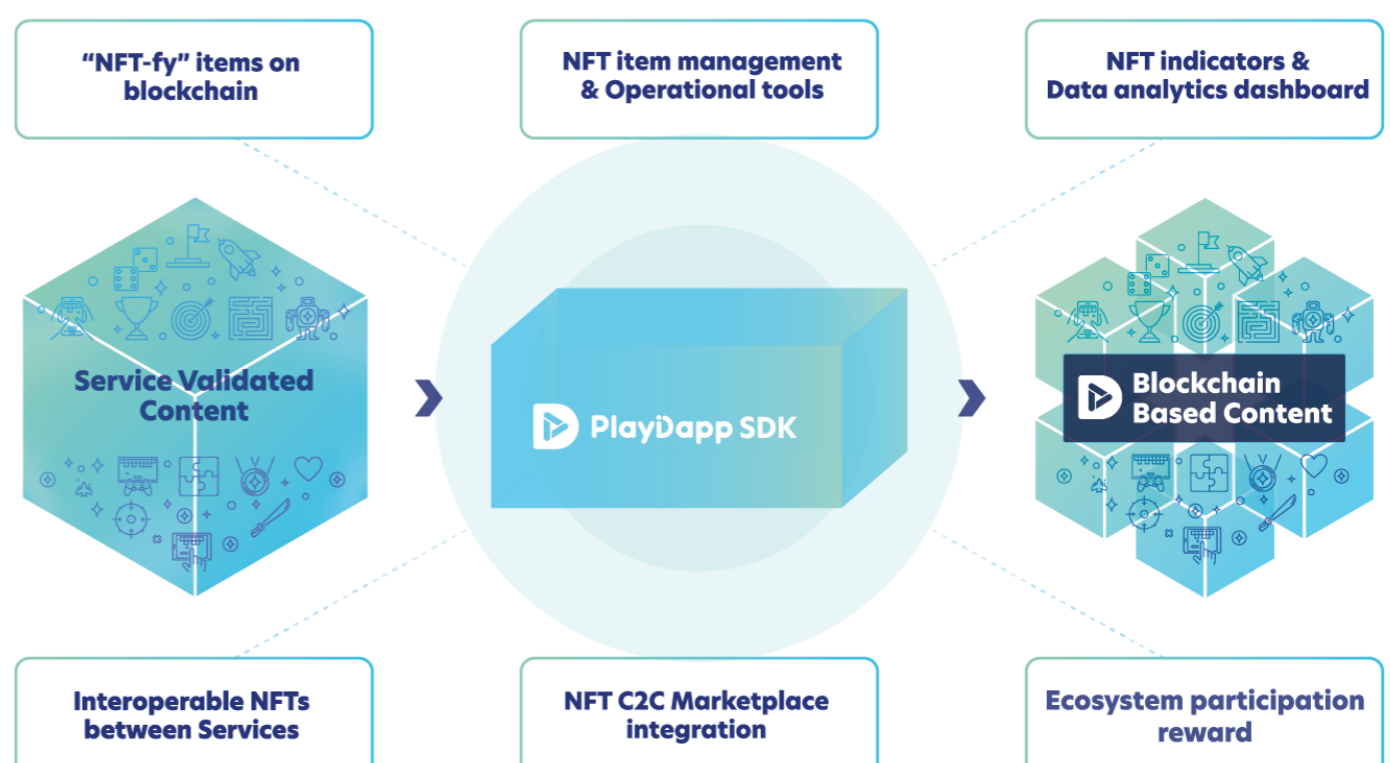 “NFT-fy” items on
blockchain
NFT item management
& Operational tools
NFT indicators &
Data analytics dashboard
Service Validated
Content
PlayDapp SDK
Blockchain
Based Content
Interoperable NFTs
between Services
NFT C2C Marketplace
integration
Ecosystem participation
reward